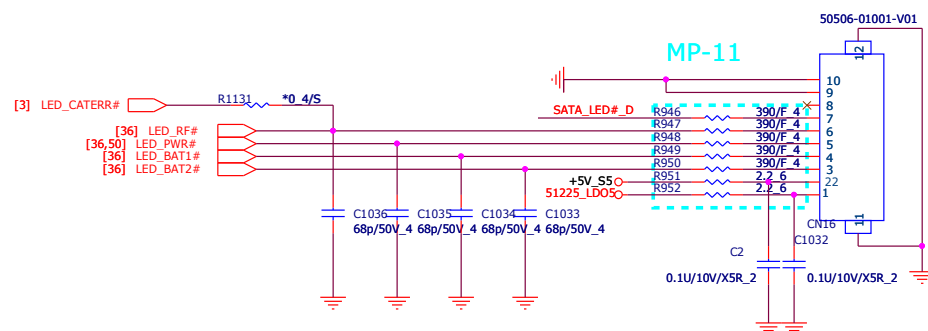 50506-01001-V01
MP-11
12
10
9
8
[3] LED_CATERR#
R1131
*0_4/S
SATA_LED#_D
R946 390/F_4 7
[36] LED_RF#
R947 390/F_4 6
[36,50] LED_PWR#
R948 390/F_4 5
[36] LED_BAT1#
R949 390/F_4 4
[36] LED_BAT2#
R950 390/F_4 3
+5V_S5
R951 2.2_6 22
51225_LDO5
R952 2.2_6 1
11
CN16
C1036 C1035 C1034 C1033
68p/50V_4 68p/50V_4 68p/50V_4 68p/50V_4
C2
C1032
0.1U/10V/X5R_2 0.1U/10V/X5R_2